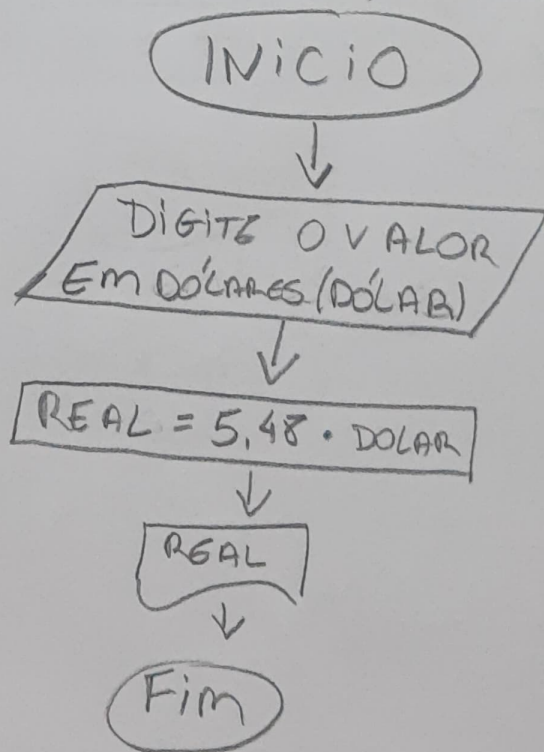 INICIO
DIGITE O VALOR
EM DÓLARES (DÓLAR)
REAL = 5,48 · DOLAR
REAL
Fim